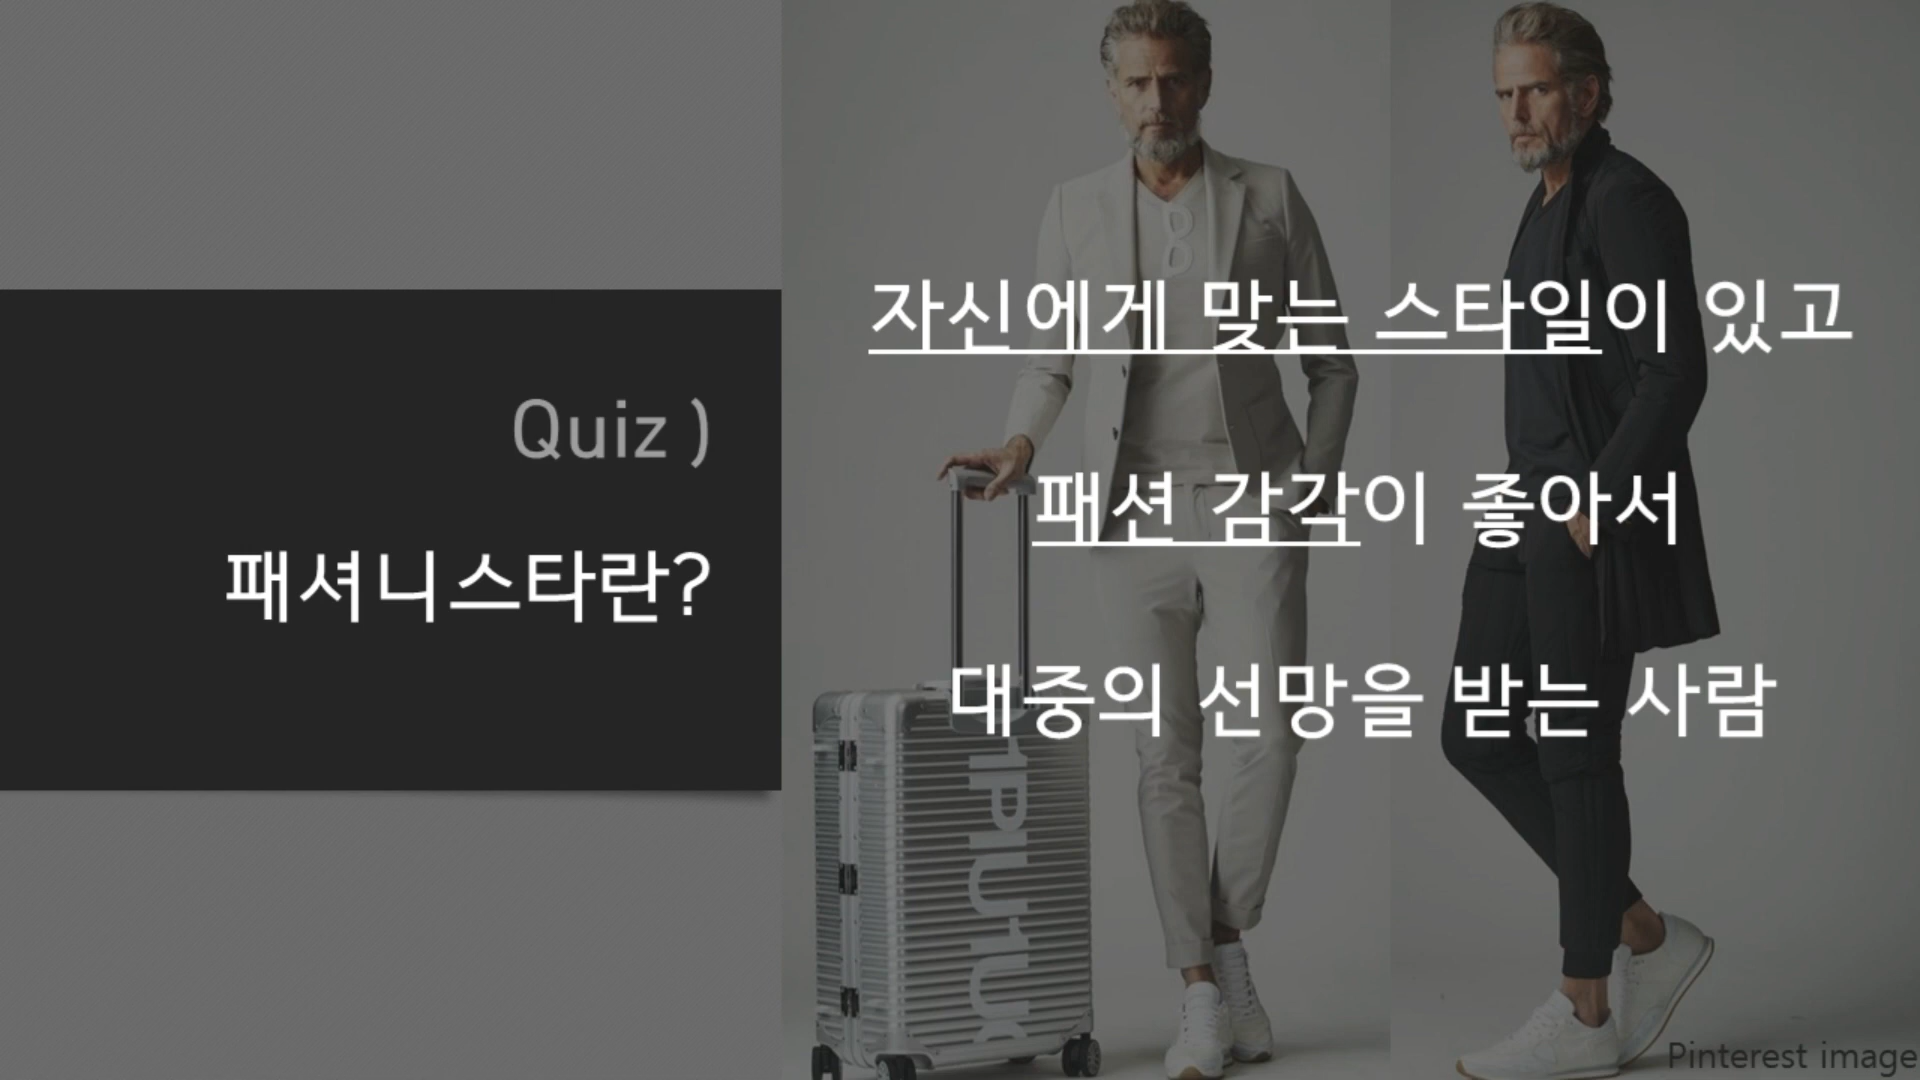 Quiz )
패셔니스타란?
자신에게 맞는 스타일이 있고
패션 감각이 좋아서
대중의 선망을 받는 사람
Pinterest image